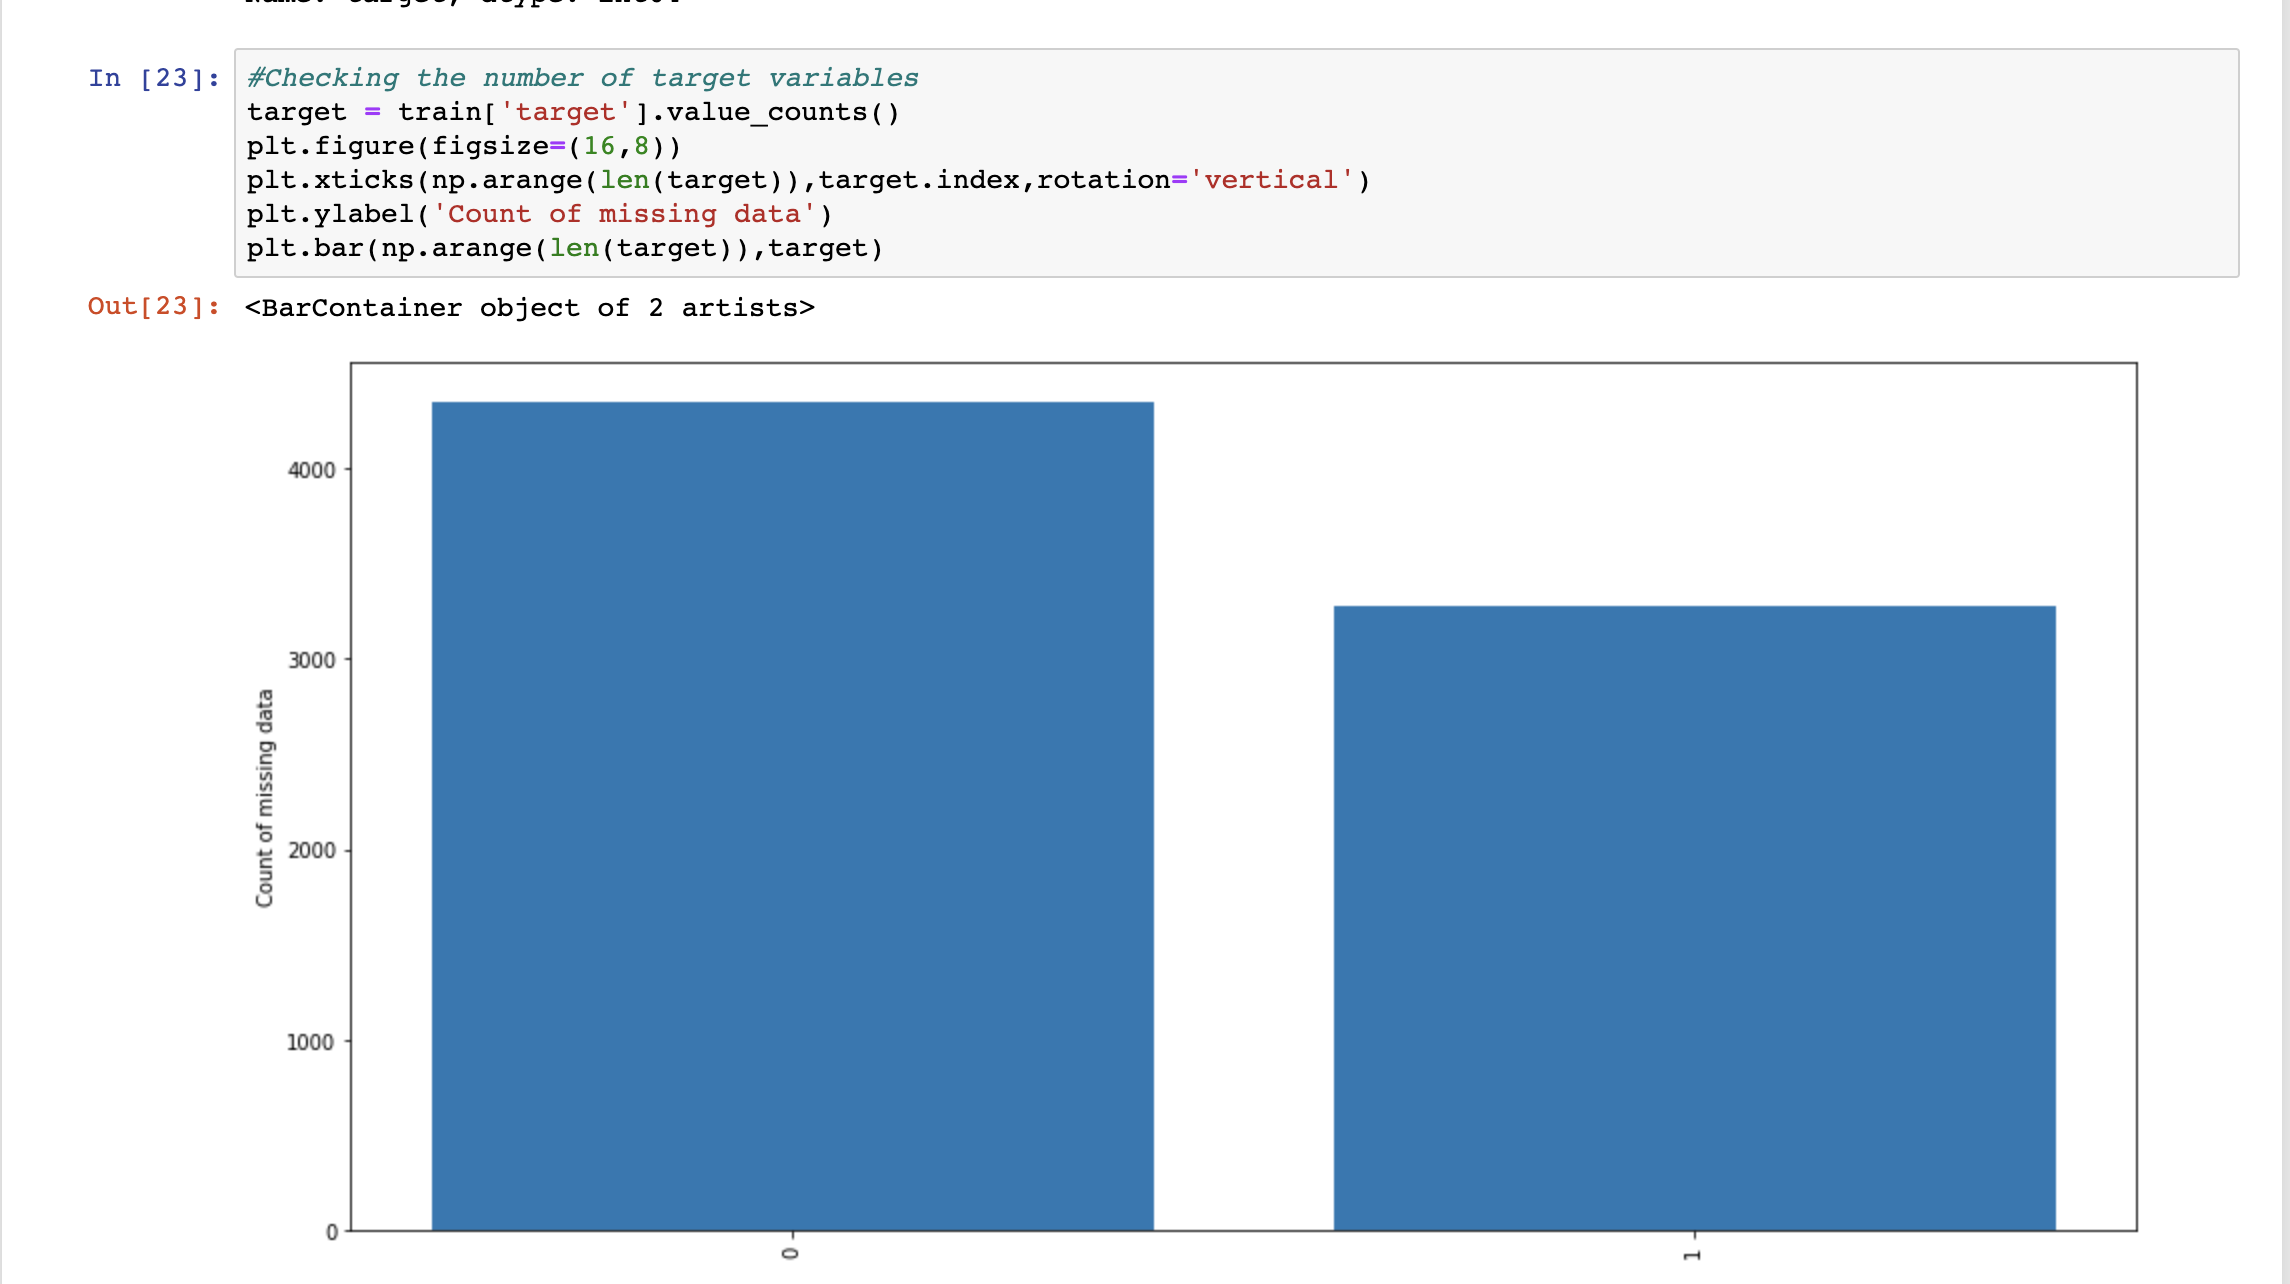 In [23]:
#Checking the number of target variables
target = train['target'].value_counts()
plt.figure(figsize=(16,8))
plt.xticks(np.arange(len(target)),target.index,rotation='vertical')
plt.ylabel('Count of missing data')
plt.bar(np.arange(len(target)),target)
Out[23]: <BarContainer object of 2 artists>
4000
3000
2000
1000
0
Count of missing data
0
1